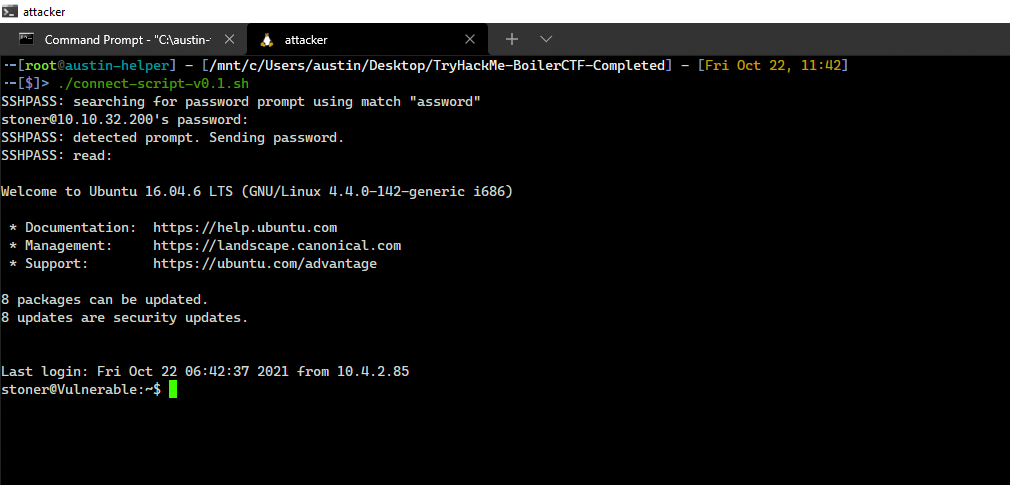 attacker
Command Prompt - "C:\austin-
attacker
--[root@austin-helper] - [/mnt/c/Users/austin/Desktop/TryHackMe-BoilerCTF-Completed] - [Fri Oct 22, 11:42]
--[$]> ./connect-script-v0.1.sh
SSHPASS: searching for password prompt using match "assword"
stoner@10.10.32.200's password:
SSHPASS: detected prompt. Sending password.
SSHPASS: read:
Welcome to Ubuntu 16.04.6 LTS (GNU/Linux 4.4.0-142-generic i686)
* Documentation:  https://help.ubuntu.com
* Management:     https://landscape.canonical.com
* Support:        https://ubuntu.com/advantage
8 packages can be updated.
8 updates are security updates.
Last login: Fri Oct 22 06:42:37 2021 from 10.4.2.85
stoner@Vulnerable:~$